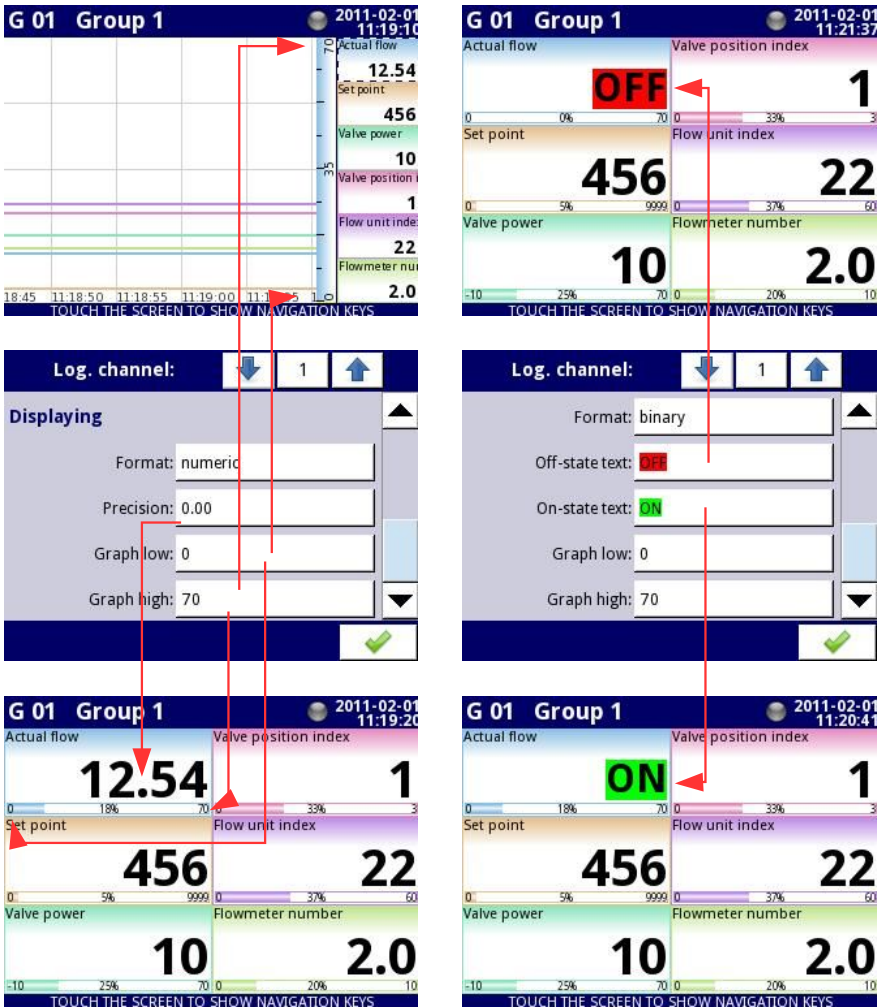 G 01 Group 1
2011-02-01
11:19:10
70
35
0
Actual flow
12.54
Set point
456
Valve power
10
Valve position i
1
Flow unit inde
22
Flowmeter nu
2.0
18:45 11:18:50 11:18:55 11:19:00
TOUCH THE SCREEN TO SHOW NAVIGATION KEYS
G 01 Group 1
2011-02-01
11:21:37
Actual flow
OFF
0 0% 70
Valve position index
1
0 33% 3
Set point
456
0 5% 9999
Flow unit index
22
0 37% 60
Valve power
10
-10 25% 70
Flowmeter number
2.0
0 20% 10
TOUCH THE SCREEN TO SHOW NAVIGATION KEYS
Log. channel: 1
Displaying
Format: numeric
Precision: 0.00
Graph low: 0
Graph high: 70
Log. channel: 1
Format: binary
Off-state text: OFF
On-state text: ON
Graph low: 0
Graph high: 70
G 01 Group 1
2011-02-01
11:19:20
Actual flow
12.54
0 18% 70
Valve position index
1
0 33% 3
Set point
456
0 5% 9999
Flow unit index
22
0 37% 60
Valve power
10
-10 25% 70
Flowmeter number
2.0
0 20% 10
TOUCH THE SCREEN TO SHOW NAVIGATION KEYS
G 01 Group 1
2011-02-01
11:20:41
Actual flow
ON
0 18% 70
Valve position index
1
0 33% 3
Set point
456
0 5% 9999
Flow unit index
22
0 37% 60
Valve power
10
-10 25% 70
Flowmeter number
2.0
0 20% 10
TOUCH THE SCREEN TO SHOW NAVIGATION KEYS